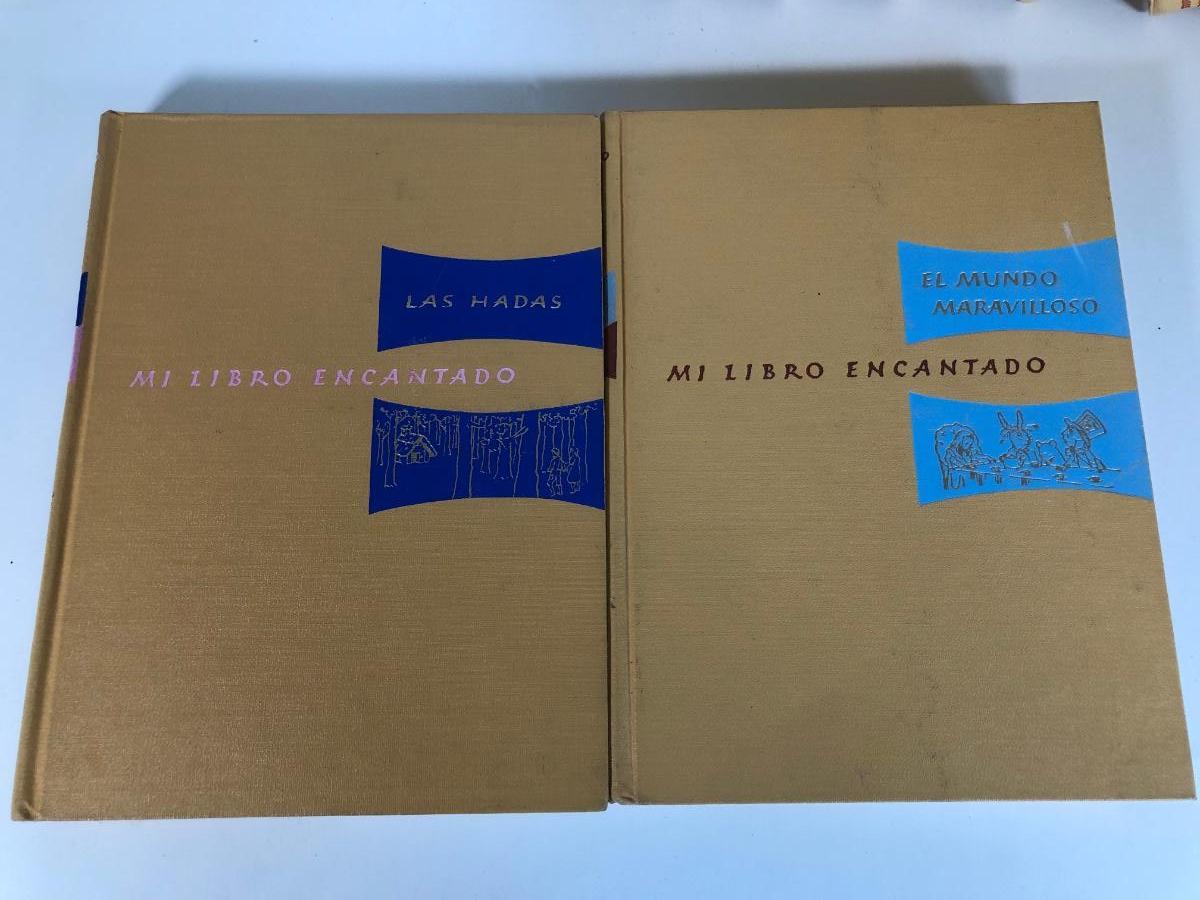 LAS HADAS
MI LIBRO ENCANTADO
EL MUNDO
MARAVILLOSO
MI LIBRO ENCANTADO